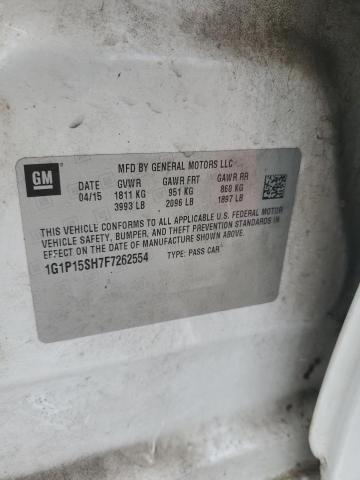 GM
MFD BY GENERAL MOTORS LLC
DATE GVWR GAWR FRT GAWR RR
04/15 1811 KG 951 KG 860 KG
3993 LB 2096 LB 1897 LB
THIS VEHICLE CONFORMS TO ALL APPLICABLE U.S. FEDERAL MOTOR
VEHICLE SAFETY, BUMPER, AND THEFT PREVENTION STANDARDS IN
EFFECT ON THE DATE OF MANUFACTURE SHOWN ABOVE.
1G1P15SH7F7262554 TYPE: PASS CAR